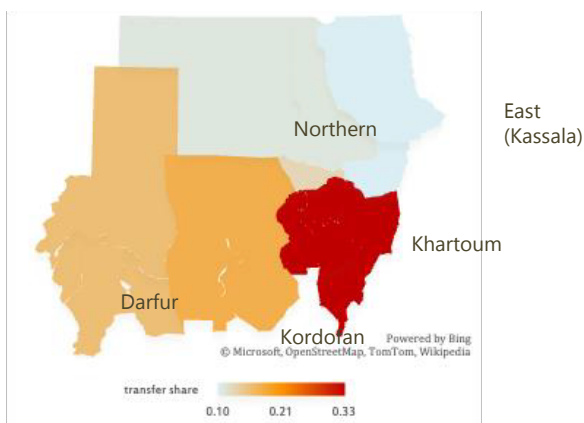 Northern
East
(Kassala)
Khartoum
Darfur
Kordofan
Powered by Bing
© Microsoft, OpenStreetMap, TomTom, Wikipedia
transfer share
0.10 0.21 0.33